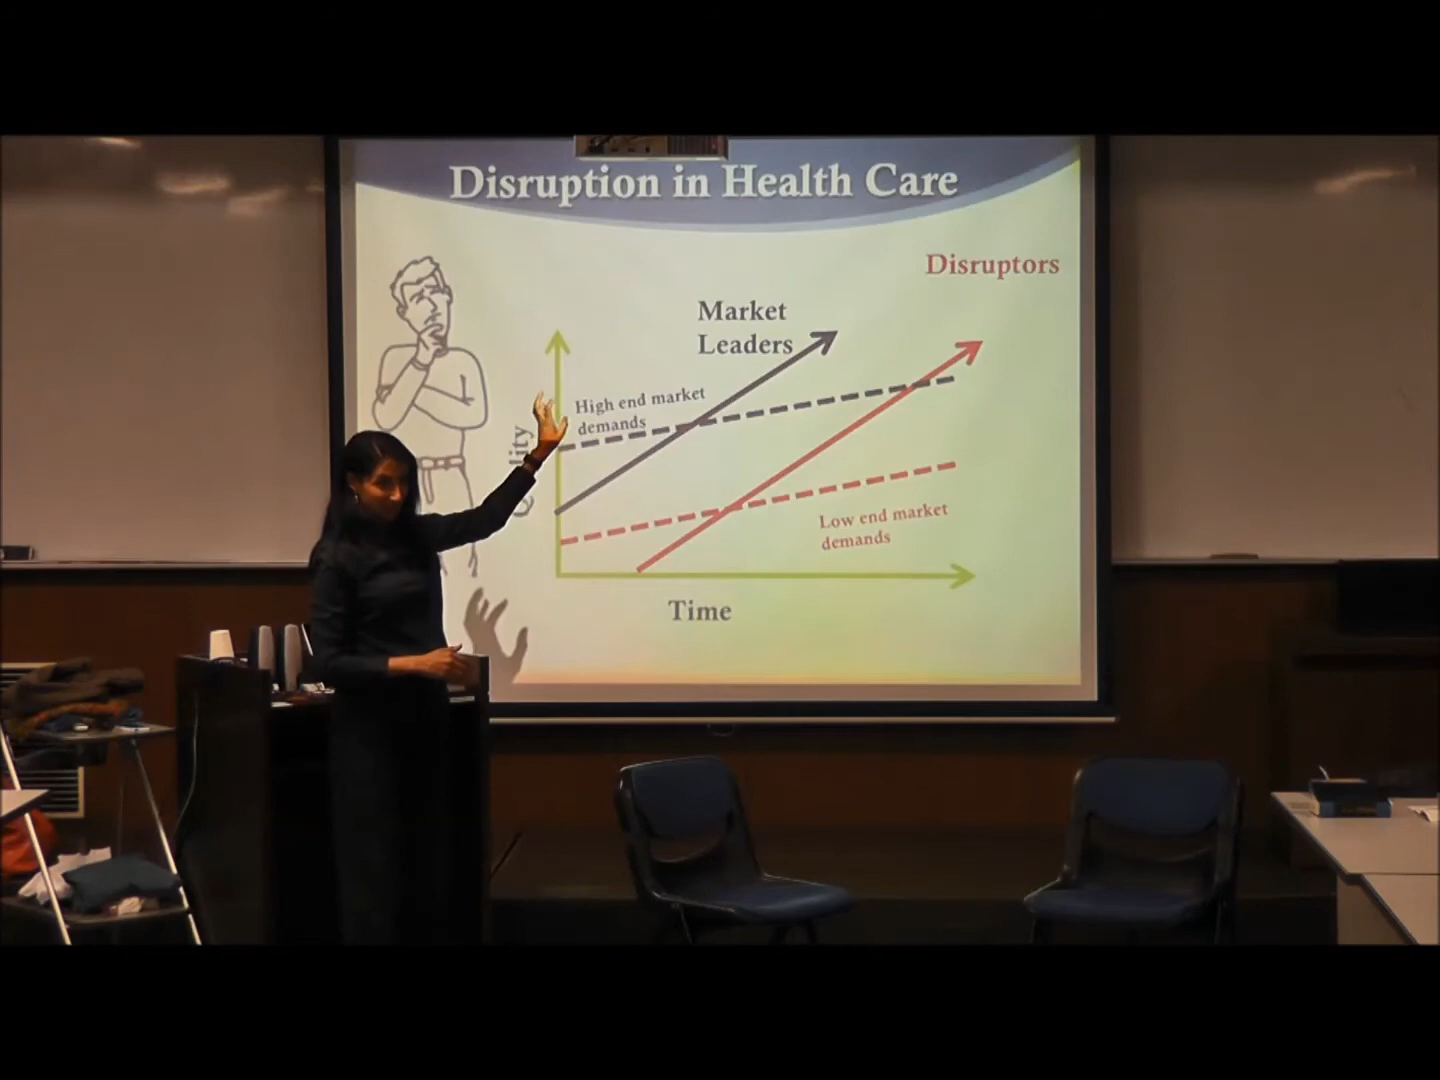 Disruption in Health Care
Disruptors
Market
Leaders
High end market
demands
Low end market
demands
Time